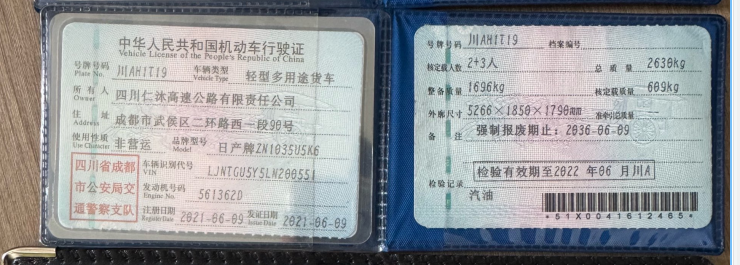 中华人民共和国机动车行驶证
Vehicle License of the People's Republic of China
号牌号码 川AH1T19 车辆类型 轻型多用途货车
Plate No. Vehicle Type
所有人 四川仁沐高速公路有限责任公司
Owner
住址 成都市武侯区二环路西一段90号
Address
使用性质 非营运 品牌型号 日产牌ZN1035U5K6
Use Character Model
四川省成都
市公安局交
通警察支队
车辆识别代号 LJNTGU5Y5LN200551
VIN
发动机号码 561362D
Engine No.
注册日期 2021-06-09 发证日期 2021-06-09
Register Date Issue Date
号牌号码 川AH1T19 档案编号
核定载人数 2+3人 总质量 2630kg
整备质量 1696kg 核定载质量 609kg
外廓尺寸 5266×1850×1790mm 准牵引总质量
备注 强制报废期止：2036-06-09
检验有效期至2022 年06 月川A
检验记录
汽油
*51X0041612465*